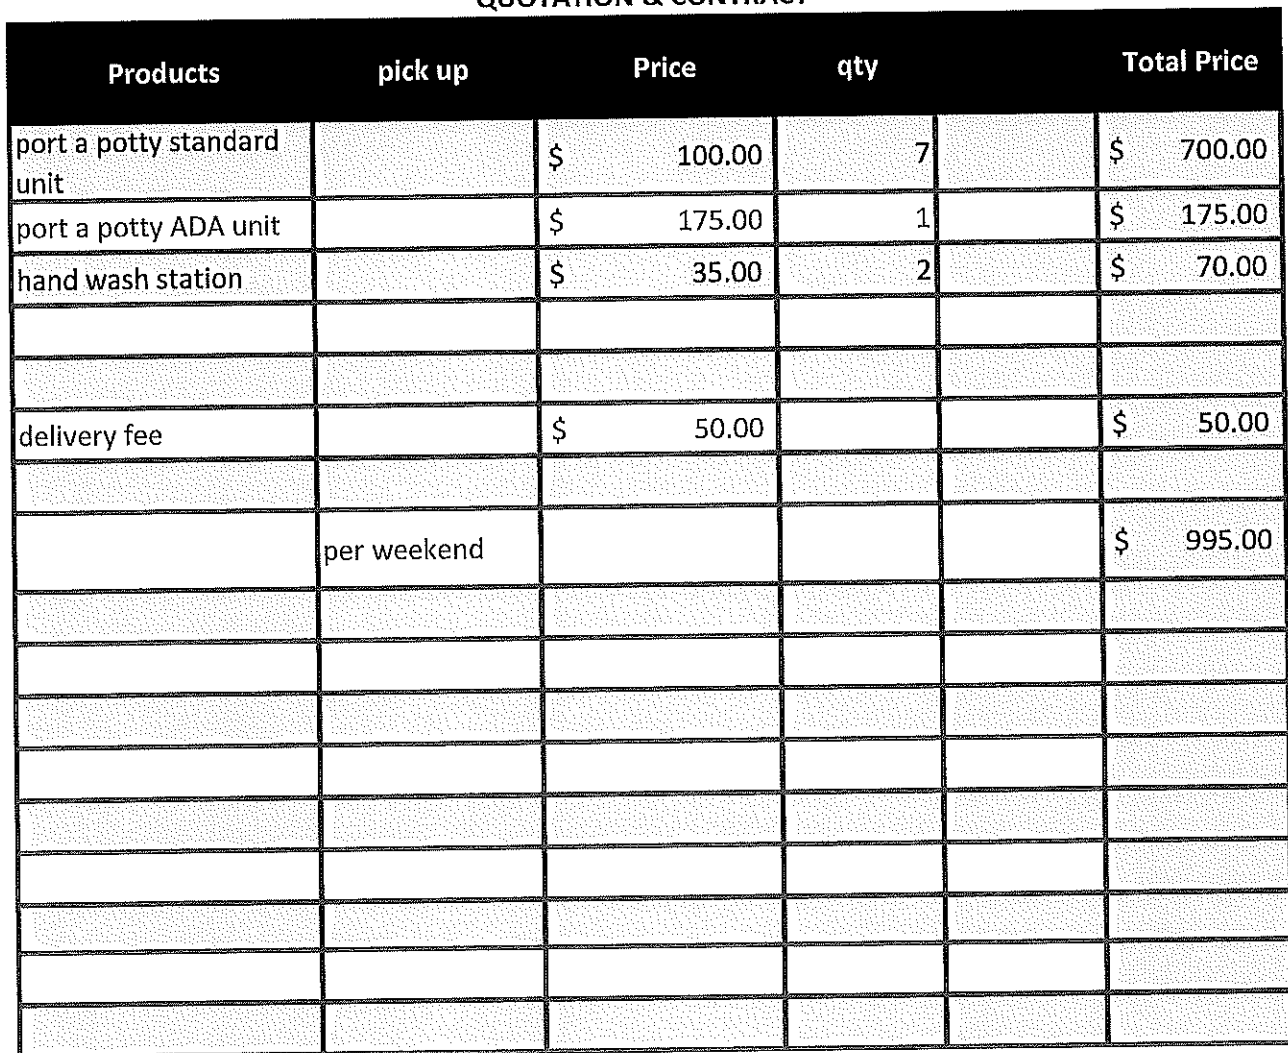 QUOTATION & CONTRACT
Products pick up Price qty Total Price
port a potty standard
unit $ 100.00 7 $ 700.00
port a potty ADA unit $ 175.00 1 $ 175.00
hand wash station $ 35.00 2 $ 70.00
delivery fee $ 50.00 $ 50.00
per weekend $ 995.00